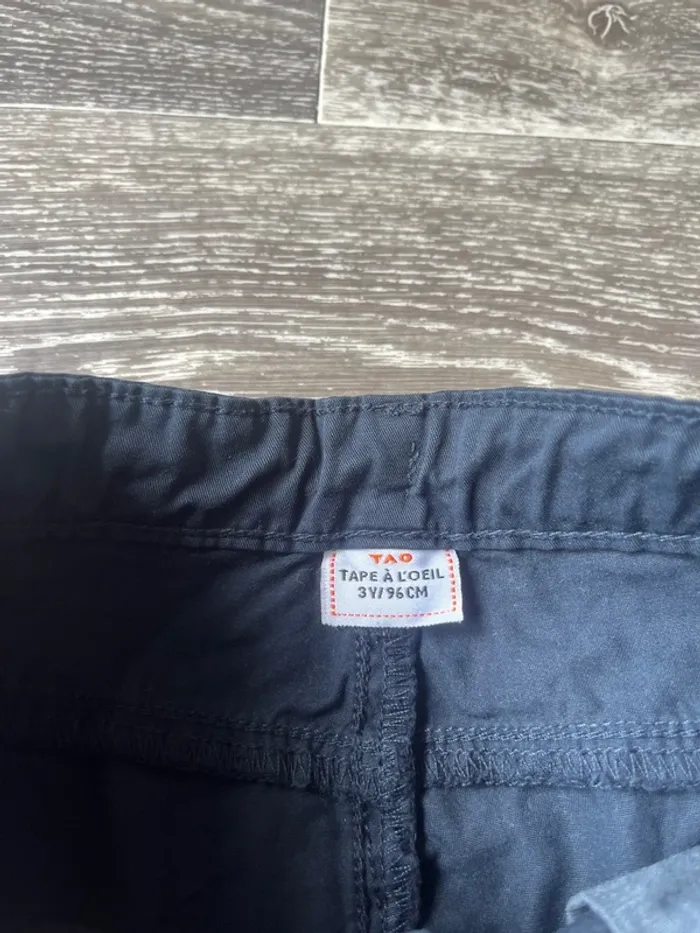 TAO
TAPE À L'OEIL
3Y/96CM